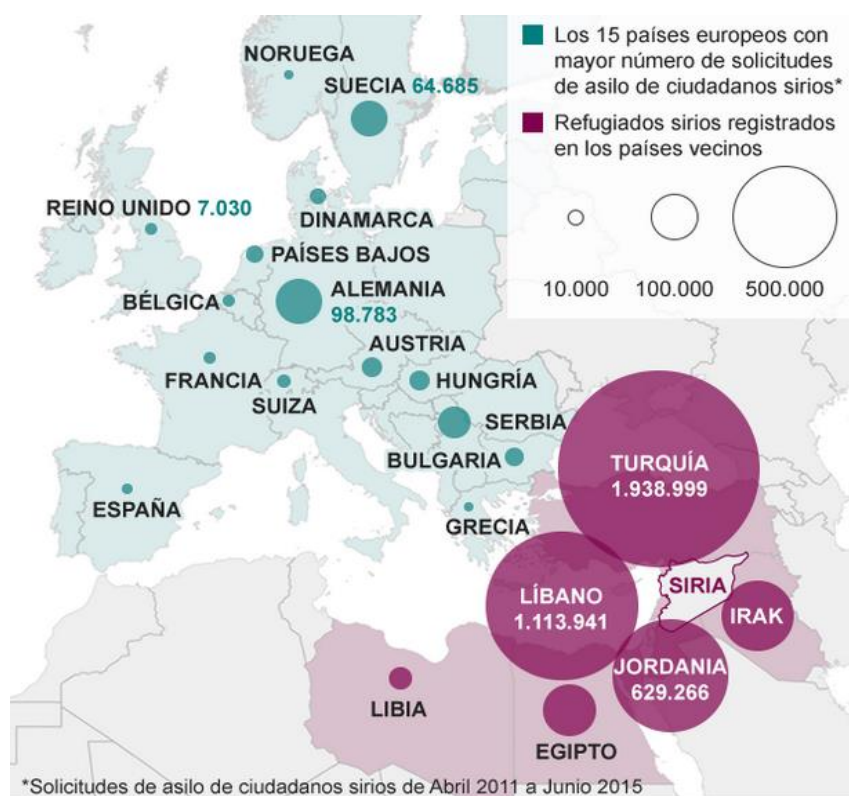 Los 15 países europeos con
mayor número de solicitudes
de asilo de ciudadanos sirios*
Refugiados sirios registrados
en los países vecinos
10.000
100.000
500.000
NORUEGA
SUECIA 64.685
REINO UNIDO 7.030
DINAMARCA
PAÍSES BAJOS
BÉLGICA
ALEMANIA
98.783
AUSTRIA
FRANCIA
SUIZA
HUNGRÍA
SERBIA
BULGARIA
ESPAÑA
GRECIA
TURQUÍA
1.938.999
LÍBANO
1.113.941
SIRIA
IRAK
JORDANIA
629.266
LIBIA
EGIPTO
*Solicitudes de asilo de ciudadanos sirios de Abril 2011 a Junio 2015